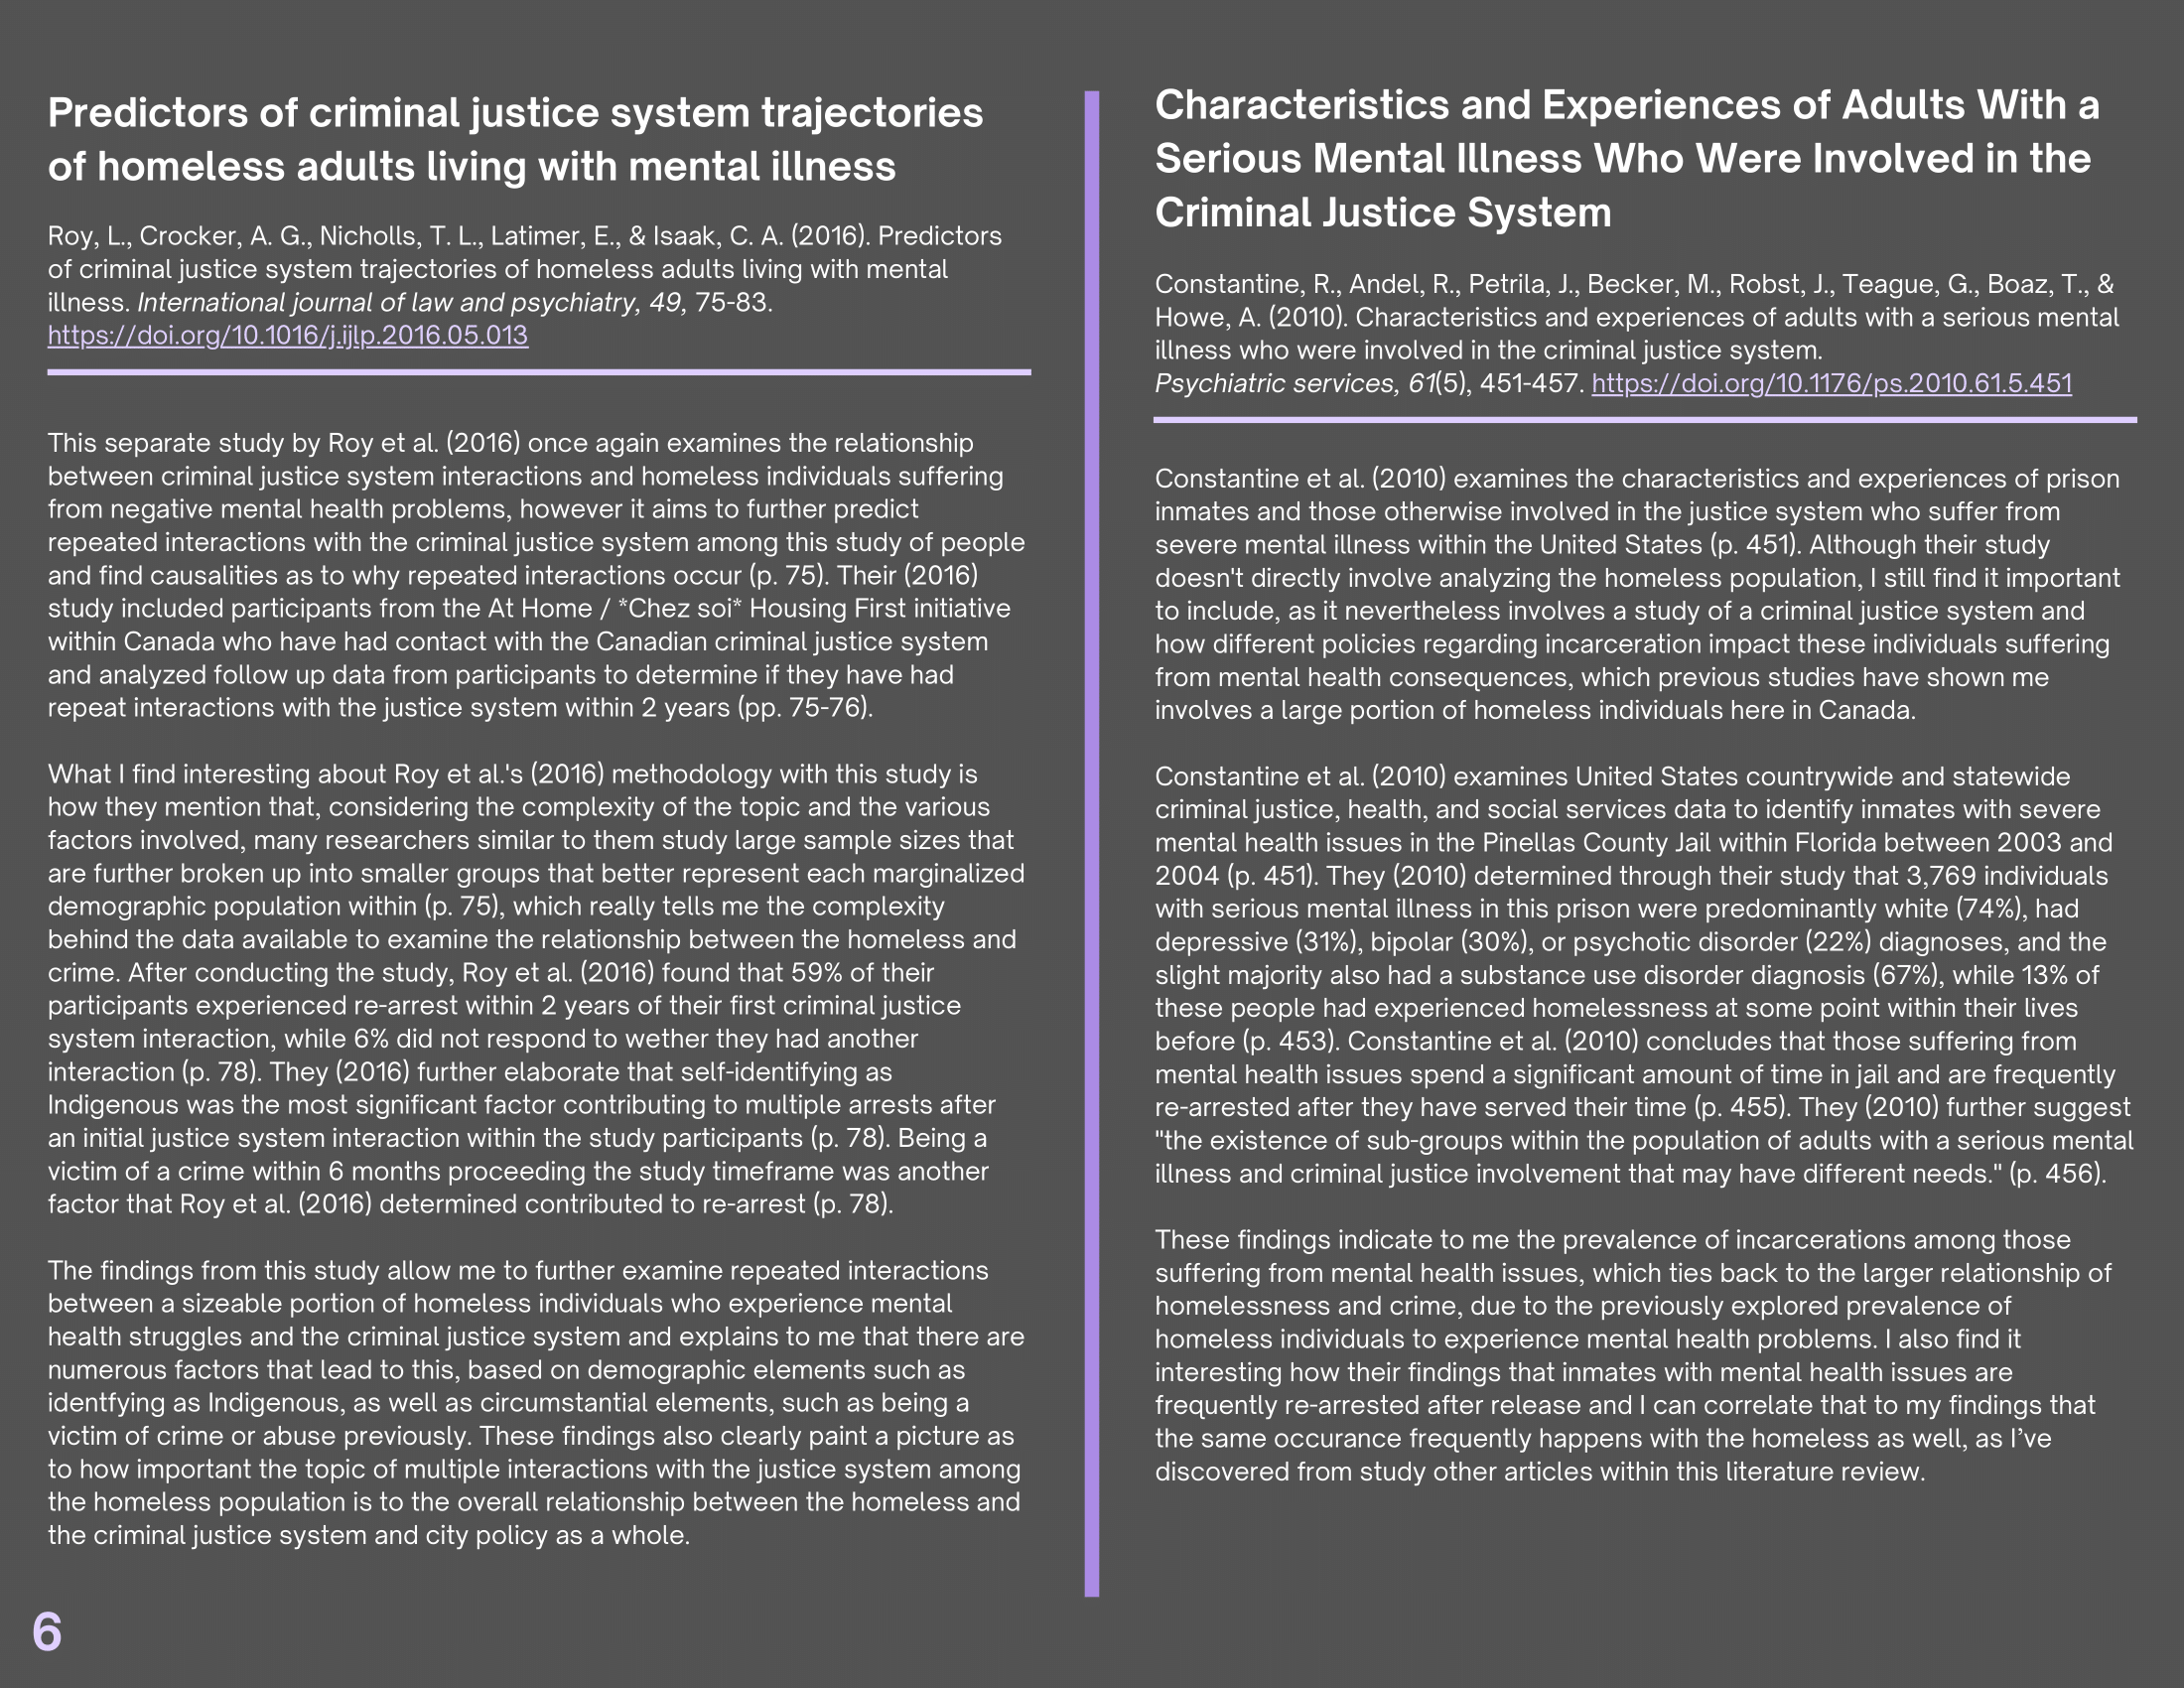 Predictors of criminal justice system trajectories
of homeless adults living with mental illness
Roy, L., Crocker, A. G., Nicholls, T. L., Latimer, E., & Isaak, C. A. (2016). Predictors
of criminal justice system trajectories of homeless adults living with mental
illness. International journal of law and psychiatry, 49, 75-83.
https://doi.org/10.1016/j.ijlp.2016.05.013
This separate study by Roy et al. (2016) once again examines the relationship
between criminal justice system interactions and homeless individuals suffering
from negative mental health problems, however it aims to further predict
repeated interactions with the criminal justice system among this study of people
and find causalities as to why repeated interactions occur (p. 75). Their (2016)
study included participants from the At Home / *Chez soi* Housing First initiative
within Canada who have had contact with the Canadian criminal justice system
and analyzed follow up data from participants to determine if they have had
repeat interactions with the justice system within 2 years (pp. 75-76).
What I find interesting about Roy et al.'s (2016) methodology with this study is
how they mention that, considering the complexity of the topic and the various
factors involved, many researchers similar to them study large sample sizes that
are further broken up into smaller groups that better represent each marginalized
demographic population within (p. 75), which really tells me the complexity
behind the data available to examine the relationship between the homeless and
crime. After conducting the study, Roy et al. (2016) found that 59% of their
participants experienced re-arrest within 2 years of their first criminal justice
system interaction, while 6% did not respond to wether they had another
interaction (p. 78). They (2016) further elaborate that self-identifying as
Indigenous was the most significant factor contributing to multiple arrests after
an initial justice system interaction within the study participants (p. 78). Being a
victim of a crime within 6 months proceeding the study timeframe was another
factor that Roy et al. (2016) determined contributed to re-arrest (p. 78).
The findings from this study allow me to further examine repeated interactions
between a sizeable portion of homeless individuals who experience mental
health struggles and the criminal justice system and explains to me that there are
numerous factors that lead to this, based on demographic elements such as
identfying as Indigenous, as well as circumstantial elements, such as being a
victim of crime or abuse previously. These findings also clearly paint a picture as
to how important the topic of multiple interactions with the justice system among
the homeless population is to the overall relationship between the homeless and
the criminal justice system and city policy as a whole.
6
Characteristics and Experiences of Adults With a
Serious Mental Illness Who Were Involved in the
Criminal Justice System
Constantine, R., Andel, R., Petrila, J., Becker, M., Robst, J., Teague, G., Boaz, T., &
Howe, A. (2010). Characteristics and experiences of adults with a serious mental
illness who were involved in the criminal justice system.
Psychiatric services, 61(5), 451-457. https://doi.org/10.1176/ps.2010.61.5.451
Constantine et al. (2010) examines the characteristics and experiences of prison
inmates and those otherwise involved in the justice system who suffer from
severe mental illness within the United States (p. 451). Although their study
doesn't directly involve analyzing the homeless population, I still find it important
to include, as it nevertheless involves a study of a criminal justice system and
how different policies regarding incarceration impact these individuals suffering
from mental health consequences, which previous studies have shown me
involves a large portion of homeless individuals here in Canada.
Constantine et al. (2010) examines United States countrywide and statewide
criminal justice, health, and social services data to identify inmates with severe
mental health issues in the Pinellas County Jail within Florida between 2003 and
2004 (p. 451). They (2010) determined through their study that 3,769 individuals
with serious mental illness in this prison were predominantly white (74%), had
depressive (31%), bipolar (30%), or psychotic disorder (22%) diagnoses, and the
slight majority also had a substance use disorder diagnosis (67%), while 13% of
these people had experienced homelessness at some point within their lives
before (p. 453). Constantine et al. (2010) concludes that those suffering from
mental health issues spend a significant amount of time in jail and are frequently
re-arrested after they have served their time (p. 455). They (2010) further suggest
"the existence of sub-groups within the population of adults with a serious mental
illness and criminal justice involvement that may have different needs." (p. 456).
These findings indicate to me the prevalence of incarcerations among those
suffering from mental health issues, which ties back to the larger relationship of
homelessness and crime, due to the previously explored prevalence of
homeless individuals to experience mental health problems. I also find it
interesting how their findings that inmates with mental health issues are
frequently re-arrested after release and I can correlate that to my findings that
the same occurance frequently happens with the homeless as well, as I’ve
discovered from study other articles within this literature review.